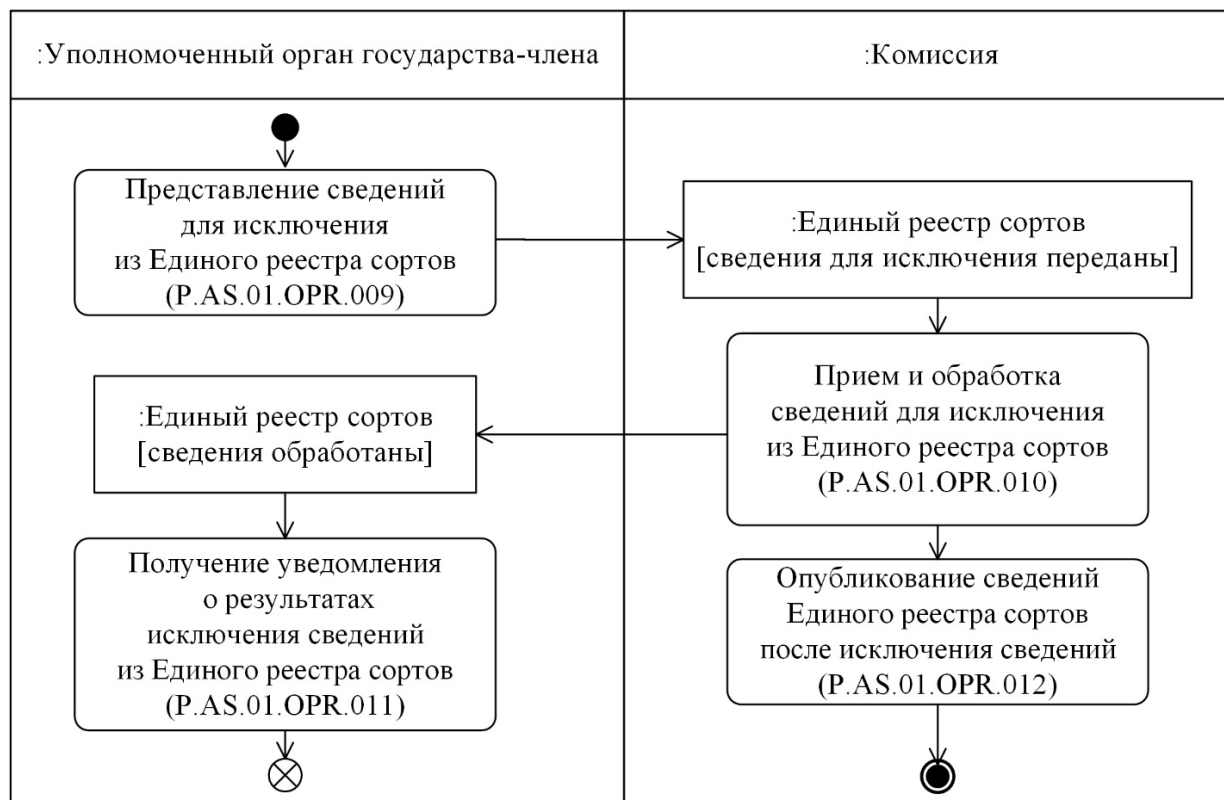 :Уполномоченный орган государства-члена
:Комиссия
Представление сведений
для исключения
из Единого реестра сортов
(P.AS.01.OPR.009)
:Единый реестр сортов
[сведения для исключения переданы]
Прием и обработка
сведений для исключения
из Единого реестра сортов
(P.AS.01.OPR.010)
:Единый реестр сортов
[сведения обработаны]
Получение уведомления
о результатах
исключения сведений
из Единого реестра сортов
(P.AS.01.OPR.011)
Опубликование сведений
Единого реестра сортов
после исключения сведений
(P.AS.01.OPR.012)